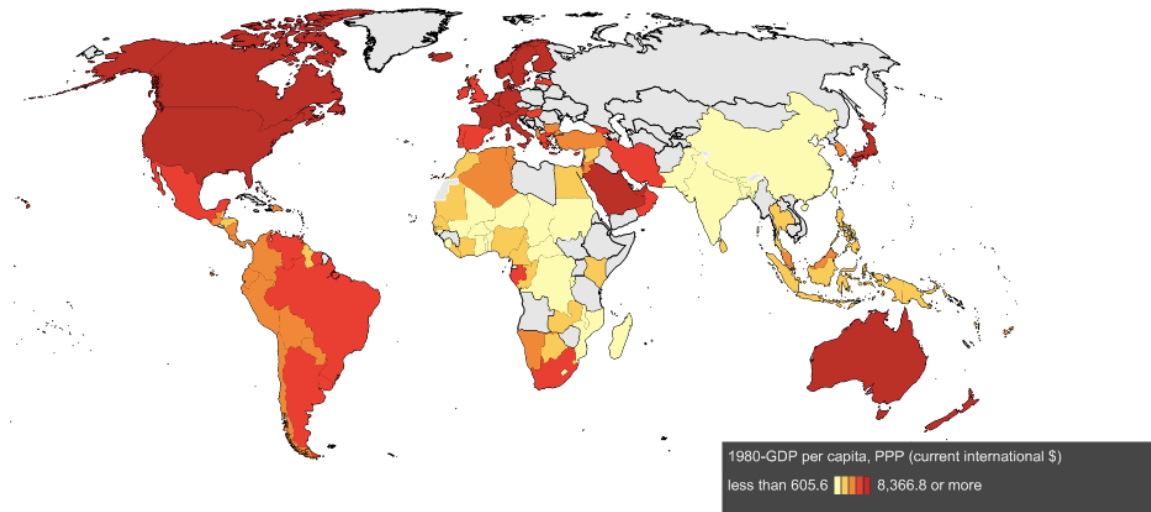 1980-GDP per capita, PPP (current international $)
less than 605.6 8,366.8 or more